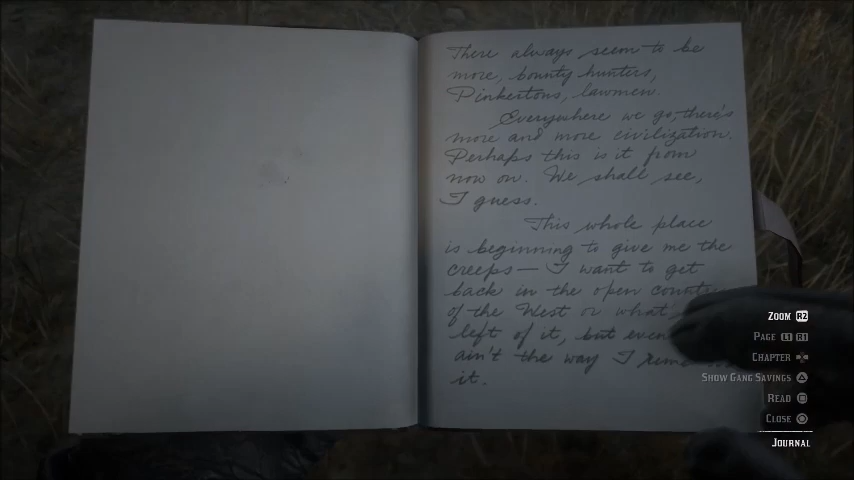 There always seem to be
more, bounty hunters,
Pinkertons, lawmen.
Everywhere we go, there's
more and more civilization.
Perhaps this is it from
now on. We shall see,
I guess.
This whole place
is beginning to give me the
creeps— I want to get
back in the open
of the West or what
left of it, but even
ain't the way I
it.
ZOOM R2
PAGE L1 R1
CHAPTER
SHOW GANG SAVINGS
READ
CLOSE
JOURNAL